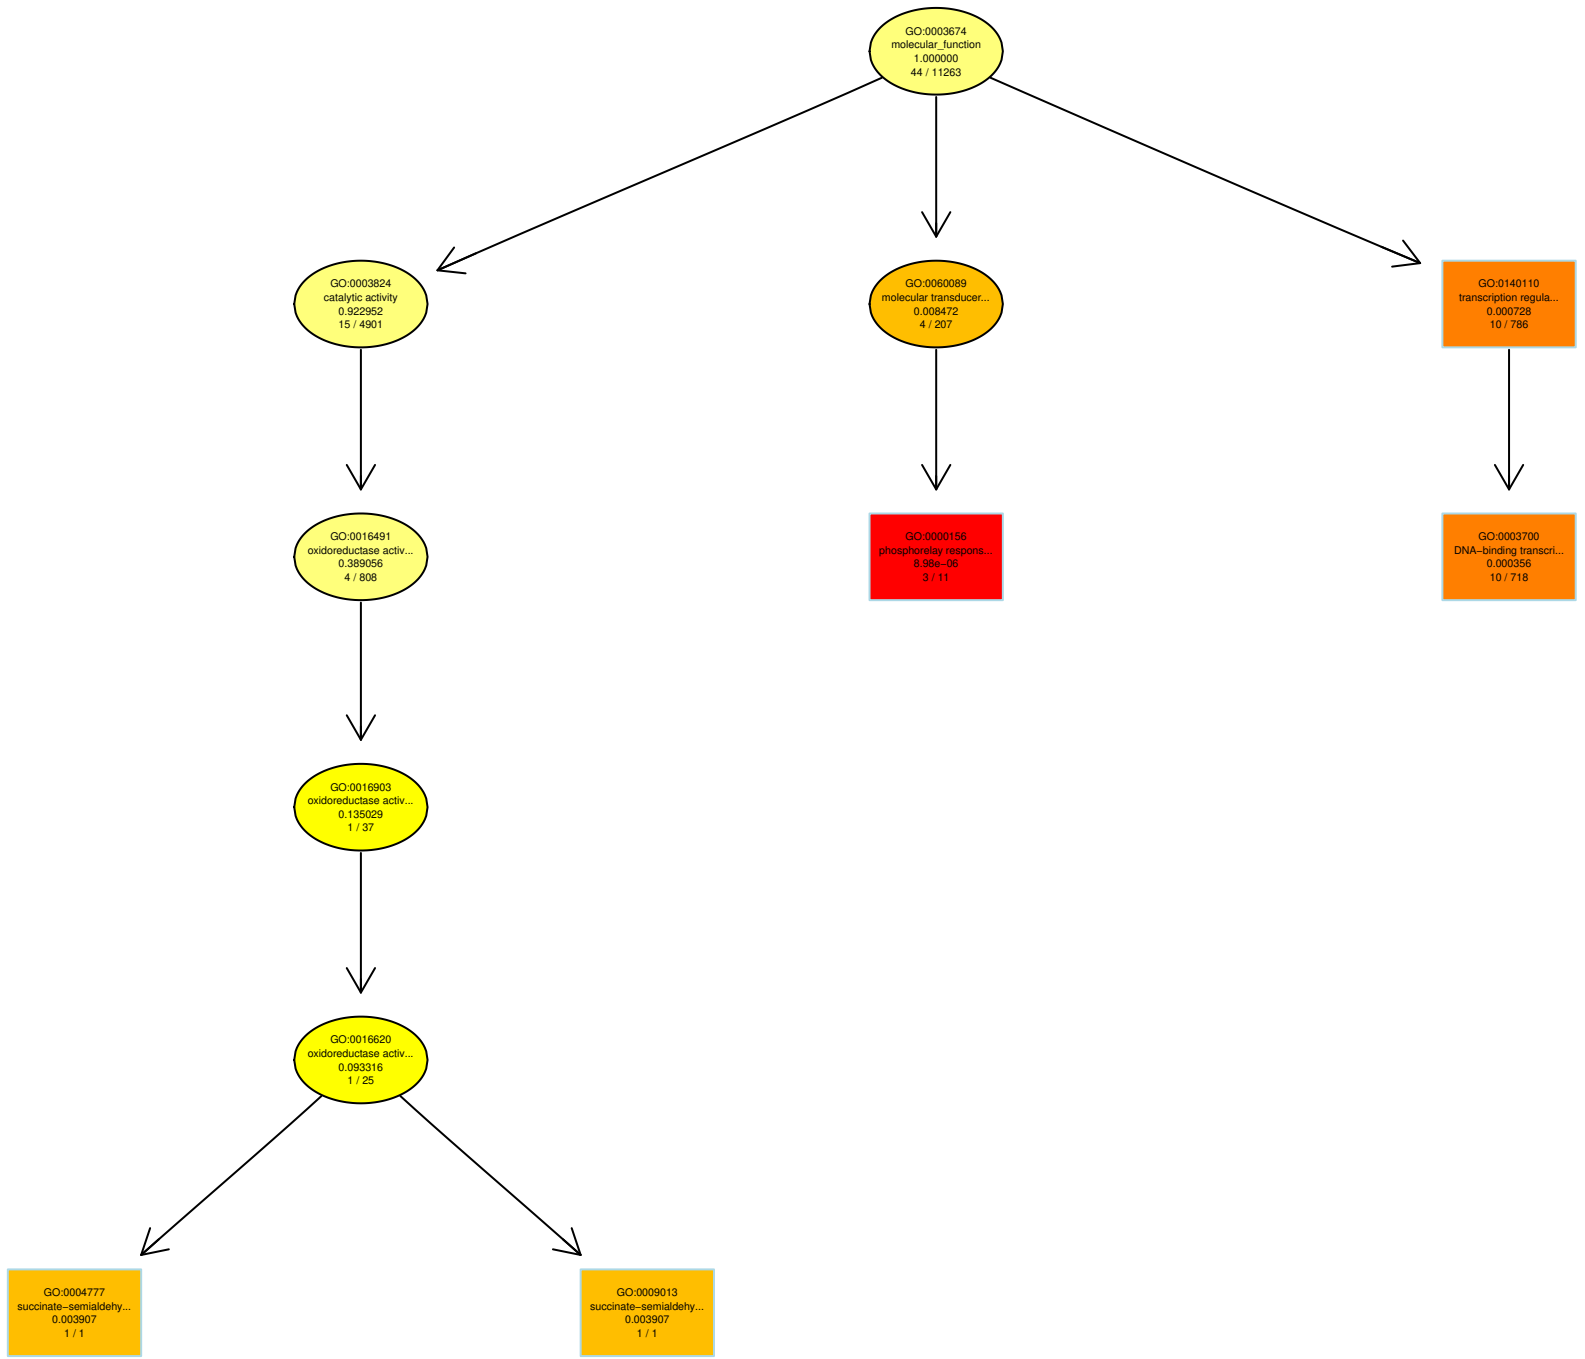 GO:0003674
molecular_function
1.000000
44 / 11263
GO:0003824
catalytic activity
0.922952
15 / 4901
GO:0060089
molecular transducer...
0.008472
4 / 207
GO:0140110
transcription regula...
0.000728
10 / 786
GO:0016491
oxidoreductase activ...
0.389056
4 / 808
GO:0000156
phosphorelay respons...
8.98e−06
3 / 11
GO:0003700
DNA−binding transcri...
0.000356
10 / 718
GO:0016903
oxidoreductase activ...
0.135029
1 / 37
GO:0016620
oxidoreductase activ...
0.093316
1 / 25
GO:0004777
succinate−semialdehy...
0.003907
1 / 1
GO:0009013
succinate−semialdehy...
0.003907
1 / 1